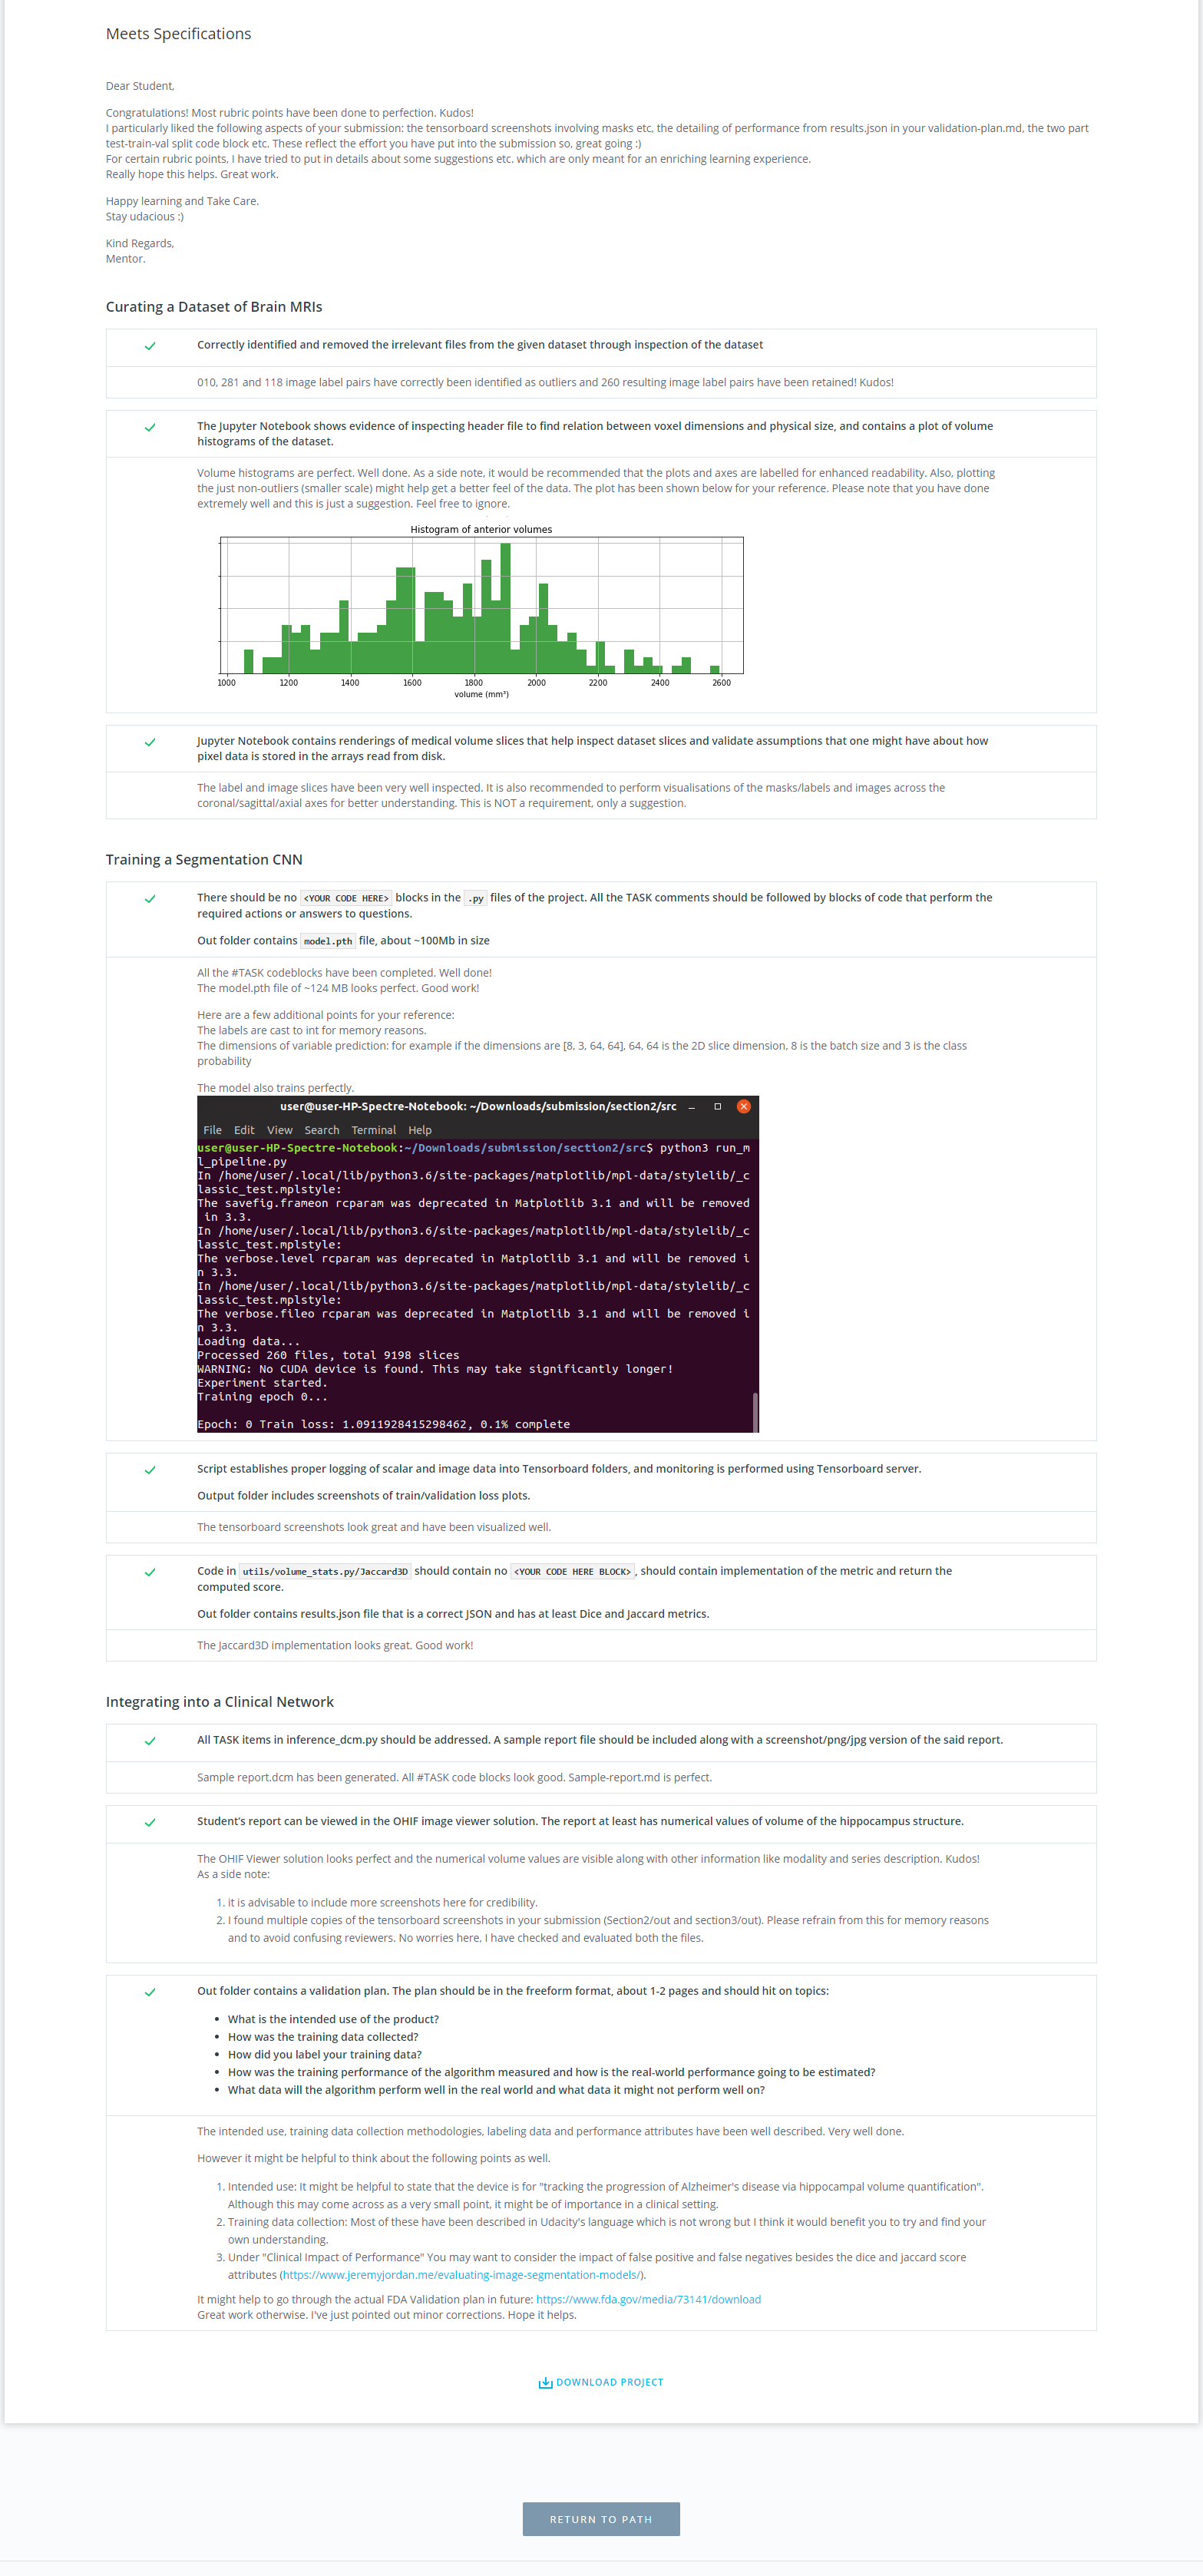 Meets Specifications
Dear Student,
Congratulations! Most rubric points have been done to perfection. Kudos!
I particularly liked the following aspects of your submission: the tensorboard screenshots involving masks etc, the detailing of performance from results.json in your validation-plan.md, the two part
test-train-val split code block etc. These reflect the effort you have put into the submission so, great going :)
For certain rubric points, I have tried to put in details about some suggestions etc. which are only meant for an enriching learning experience.
Really hope this helps. Great work.
Happy learning and Take Care.
Stay udacious :)
Kind Regards,
Mentor.
Curating a Dataset of Brain MRIs
Correctly identified and removed the irrelevant files from the given dataset through inspection of the dataset
010, 281 and 118 image label pairs have correctly been identified as outliers and 260 resulting image label pairs have been retained! Kudos!
The Jupyter Notebook shows evidence of inspecting header file to find relation between voxel dimensions and physical size, and contains a plot of volume
histograms of the dataset.
Volume histograms are perfect. Well done. As a side note, it would be recommended that the plots and axes are labelled for enhanced readability. Also, plotting
the just non-outliers (smaller scale) might help get a better feel of the data. The plot has been shown below for your reference. Please note that you have done
extremely well and this is just a suggestion. Feel free to ignore.
Histogram of anterior volumes
1000 1200 1400 1600 1800 2000 2200 2400 2600
volume (mm³)
Jupyter Notebook contains renderings of medical volume slices that help inspect dataset slices and validate assumptions that one might have about how
pixel data is stored in the arrays read from disk.
The label and image slices have been very well inspected. It is also recommended to perform visualisations of the masks/labels and images across the
coronal/sagittal/axial axes for better understanding. This is NOT a requirement, only a suggestion.
Training a Segmentation CNN
There should be no <YOUR CODE HERE> blocks in the .py files of the project. All the TASK comments should be followed by blocks of code that perform the
required actions or answers to questions.
Out folder contains model.pth file, about ~100Mb in size
All the #TASK codeblocks have been completed. Well done!
The model.pth file of ~124 MB looks perfect. Good work!
Here are a few additional points for your reference:
The labels are cast to int for memory reasons.
The dimensions of variable prediction: for example if the dimensions are [8, 3, 64, 64], 64, 64 is the 2D slice dimension, 8 is the batch size and 3 is the class
probability
The model also trains perfectly.
user@user-HP-Spectre-Notebook: ~/Downloads/submission/section2/src
File Edit View Search Terminal Help
user@user-HP-Spectre-Notebook:~/Downloads/submission/section2/src$ python3 run_m
l_pipeline.py
In /home/user/.local/lib/python3.6/site-packages/matplotlib/mpl-data/stylelib/_c
lassic_test.mplstyle:
The savefig.frameon rcparam was deprecated in Matplotlib 3.1 and will be removed
in 3.3.
In /home/user/.local/lib/python3.6/site-packages/matplotlib/mpl-data/stylelib/_c
lassic_test.mplstyle:
The verbose.level rcparam was deprecated in Matplotlib 3.1 and will be removed i
n 3.3.
In /home/user/.local/lib/python3.6/site-packages/matplotlib/mpl-data/stylelib/_c
lassic_test.mplstyle:
The verbose.fileo rcparam was deprecated in Matplotlib 3.1 and will be removed i
n 3.3.
Loading data...
Processed 260 files, total 9198 slices
WARNING: No CUDA device is found. This may take significantly longer!
Experiment started.
Training epoch 0...
Epoch: 0 Train loss: 1.0911928415298462, 0.1% complete
Script establishes proper logging of scalar and image data into Tensorboard folders, and monitoring is performed using Tensorboard server.
Output folder includes screenshots of train/validation loss plots.
The tensorboard screenshots look great and have been visualized well.
Code in utils/volume_stats.py/Jaccard3D should contain no <YOUR CODE HERE BLOCK>, should contain implementation of the metric and return the
computed score.
Out folder contains results.json file that is a correct JSON and has at least Dice and Jaccard metrics.
The Jaccard3D implementation looks great. Good work!
Integrating into a Clinical Network
All TASK items in inference_dcm.py should be addressed. A sample report file should be included along with a screenshot/png/jpg version of the said report.
Sample report.dcm has been generated. All #TASK code blocks look good. Sample-report.md is perfect.
Student's report can be viewed in the OHIF image viewer solution. The report at least has numerical values of volume of the hippocampus structure.
The OHIF Viewer solution looks perfect and the numerical volume values are visible along with other information like modality and series description. Kudos!
As a side note:
1. it is advisable to include more screenshots here for credibility.
2. I found multiple copies of the tensorboard screenshots in your submission (Section2/out and section3/out). Please refrain from this for memory reasons
and to avoid confusing reviewers. No worries here, I have checked and evaluated both the files.
Out folder contains a validation plan. The plan should be in the freeform format, about 1-2 pages and should hit on topics:
• What is the intended use of the product?
• How was the training data collected?
• How did you label your training data?
• How was the training performance of the algorithm measured and how is the real-world performance going to be estimated?
• What data will the algorithm perform well in the real world and what data it might not perform well on?
The intended use, training data collection methodologies, labeling data and performance attributes have been well described. Very well done.
However it might be helpful to think about the following points as well.
1. Intended use: It might be helpful to state that the device is for "tracking the progression of Alzheimer's disease via hippocampal volume quantification".
Although this may come across as a very small point, it might be of importance in a clinical setting.
2. Training data collection: Most of these have been described in Udacity's language which is not wrong but I think it would benefit you to try and find your
own understanding.
3. Under "Clinical Impact of Performance" You may want to consider the impact of false positive and false negatives besides the dice and jaccard score
attributes (https://www.jeremyjordan.me/evaluating-image-segmentation-models/).
It might help to go through the actual FDA Validation plan in future: https://www.fda.gov/media/73141/download
Great work otherwise. I've just pointed out minor corrections. Hope it helps.
DOWNLOAD PROJECT
RETURN TO PATH